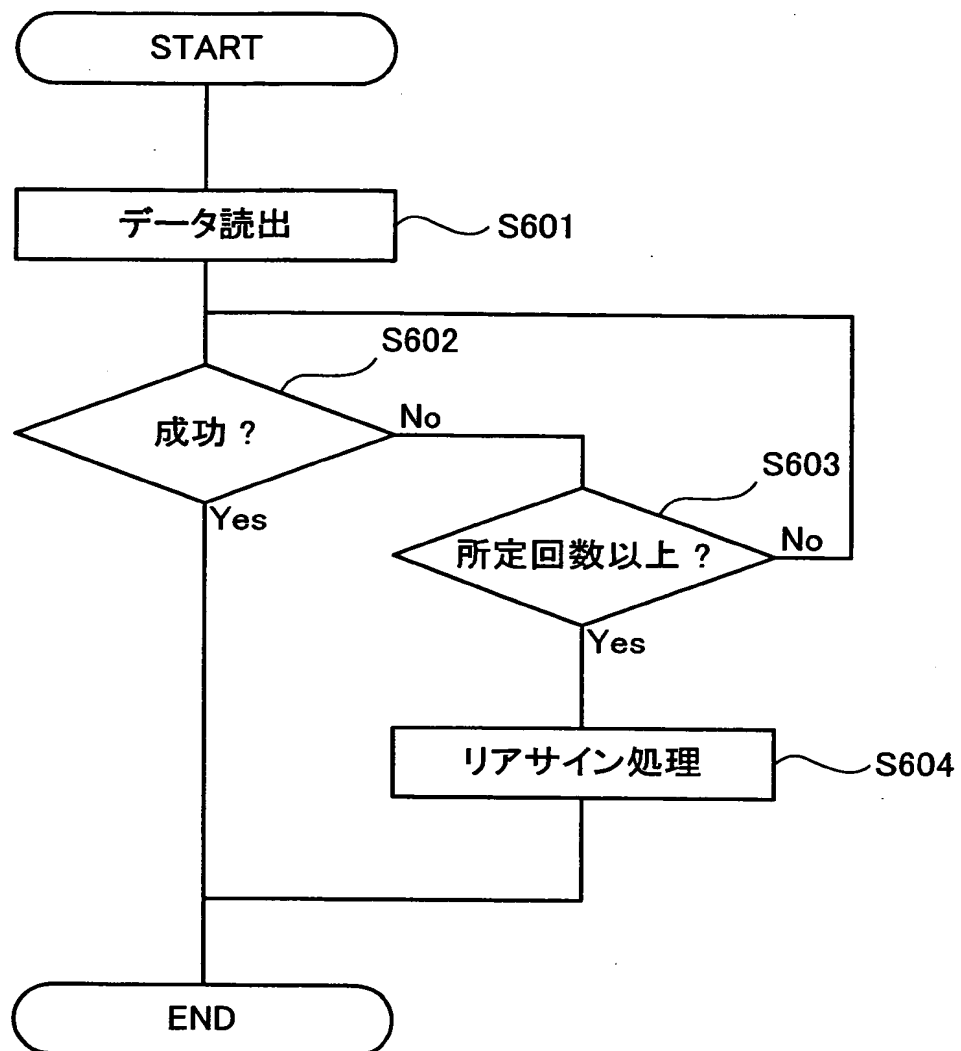 START
データ読出
S601
S602
成功？
No
Yes
S603
所定回数以上？
No
Yes
リアサイン処理
S604
END